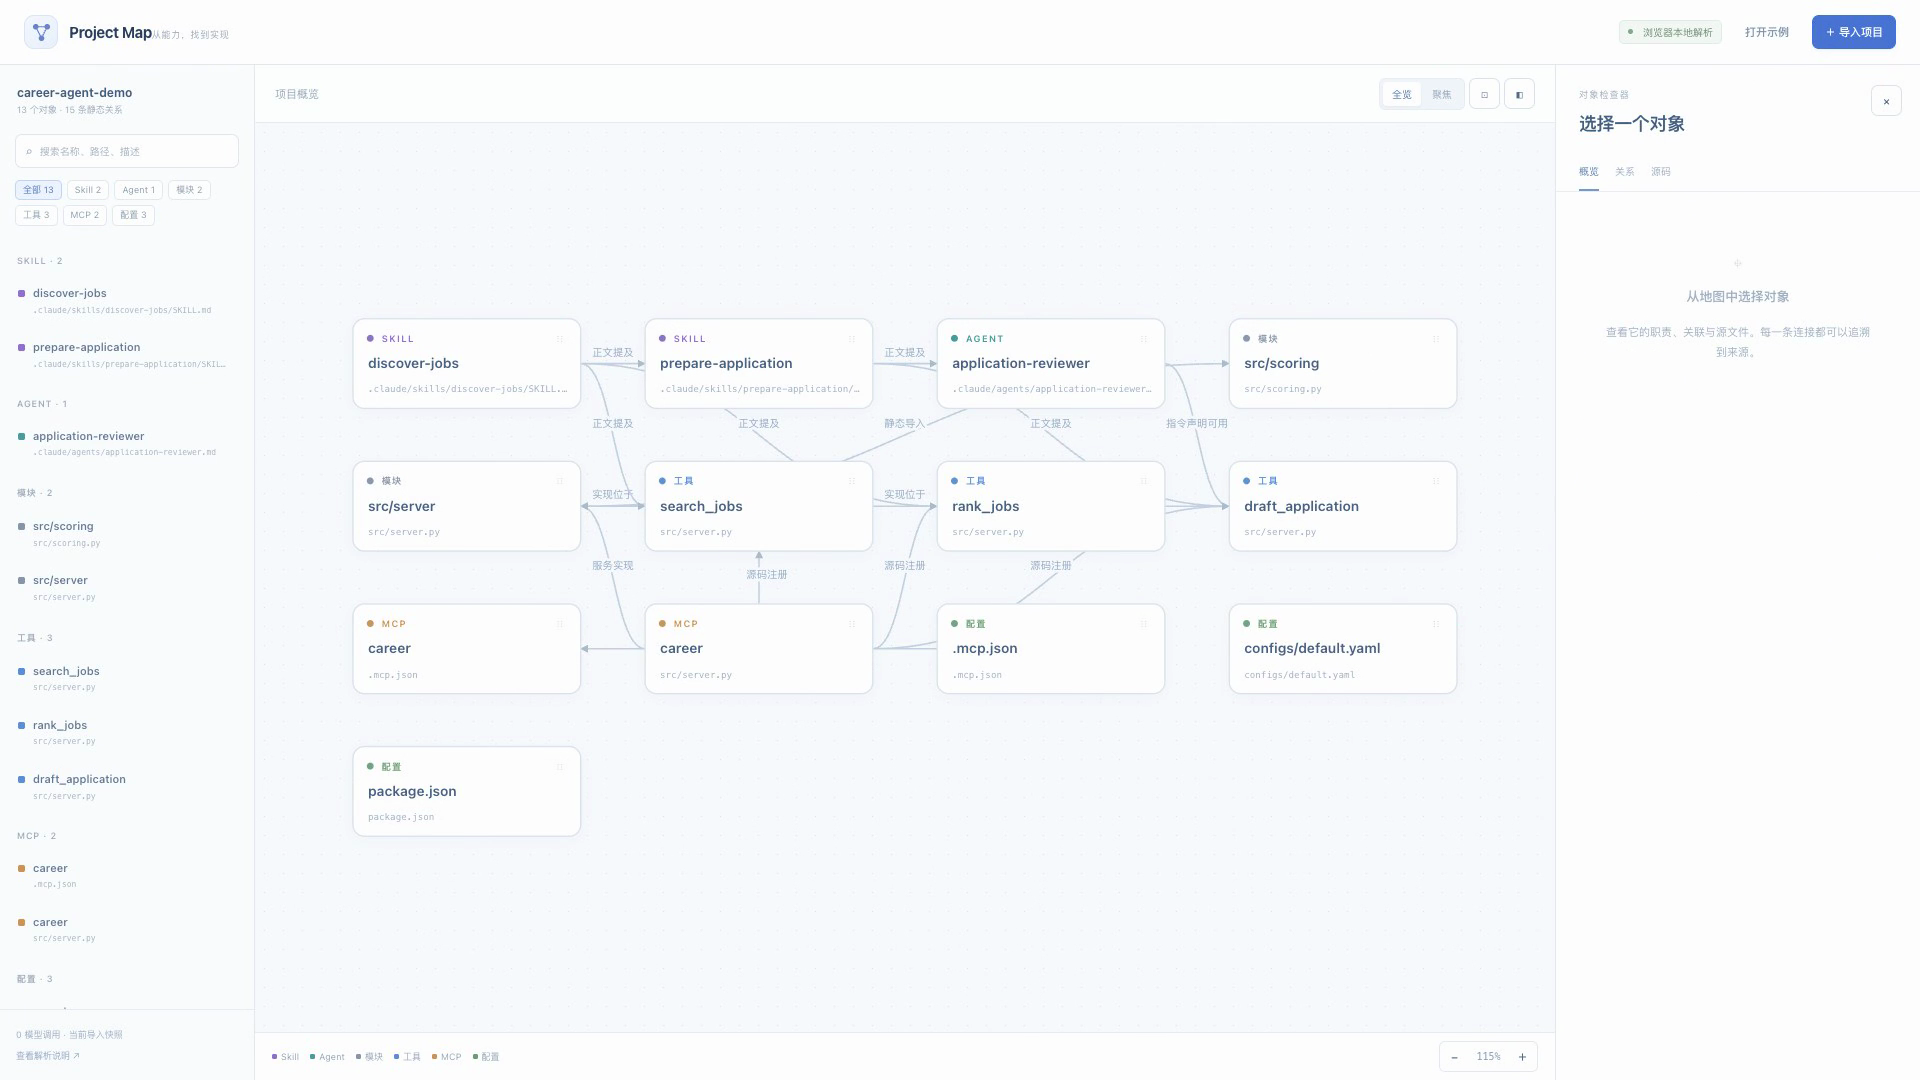 Project Map 从能力，找到实现
浏览器本地解析
打开示例
+ 导入项目
career-agent-demo
13 个对象 · 15 条静态关系
搜索名称、路径、描述
全部 13
Skill 2
Agent 1
模块 2
工具 3
MCP 2
配置 3
SKILL · 2
discover-jobs
.claude/skills/discover-jobs/SKILL.md
prepare-application
.claude/skills/prepare-application/SKIL…
AGENT · 1
application-reviewer
.claude/agents/application-reviewer.md
模块 · 2
src/scoring
src/scoring.py
src/server
src/server.py
工具 · 3
search_jobs
src/server.py
rank_jobs
src/server.py
draft_application
src/server.py
MCP · 2
career
.mcp.json
career
src/server.py
配置 · 3
0 模型调用 · 当前导入快照
查看解析说明 ↗
项目概览
全览
聚焦
SKILL
discover-jobs
.claude/skills/discover-jobs/SKILL.…
正文提及
SKILL
prepare-application
.claude/skills/prepare-application/…
正文提及
AGENT
application-reviewer
.claude/agents/application-reviewer…
模块
src/scoring
src/scoring.py
正文提及
正文提及
静态导入
正文提及
指令声明可用
模块
src/server
src/server.py
实现位于
工具
search_jobs
src/server.py
实现位于
工具
rank_jobs
src/server.py
工具
draft_application
src/server.py
服务实现
源码注册
源码注册
源码注册
MCP
career
.mcp.json
MCP
career
src/server.py
配置
.mcp.json
.mcp.json
配置
configs/default.yaml
configs/default.yaml
配置
package.json
package.json
Skill
Agent
模块
工具
MCP
配置
−
115%
+
对象检查器
×
选择一个对象
概览
关系
源码
从地图中选择对象
查看它的职责、关联与源文件。每一条连接都可以追溯
到来源。